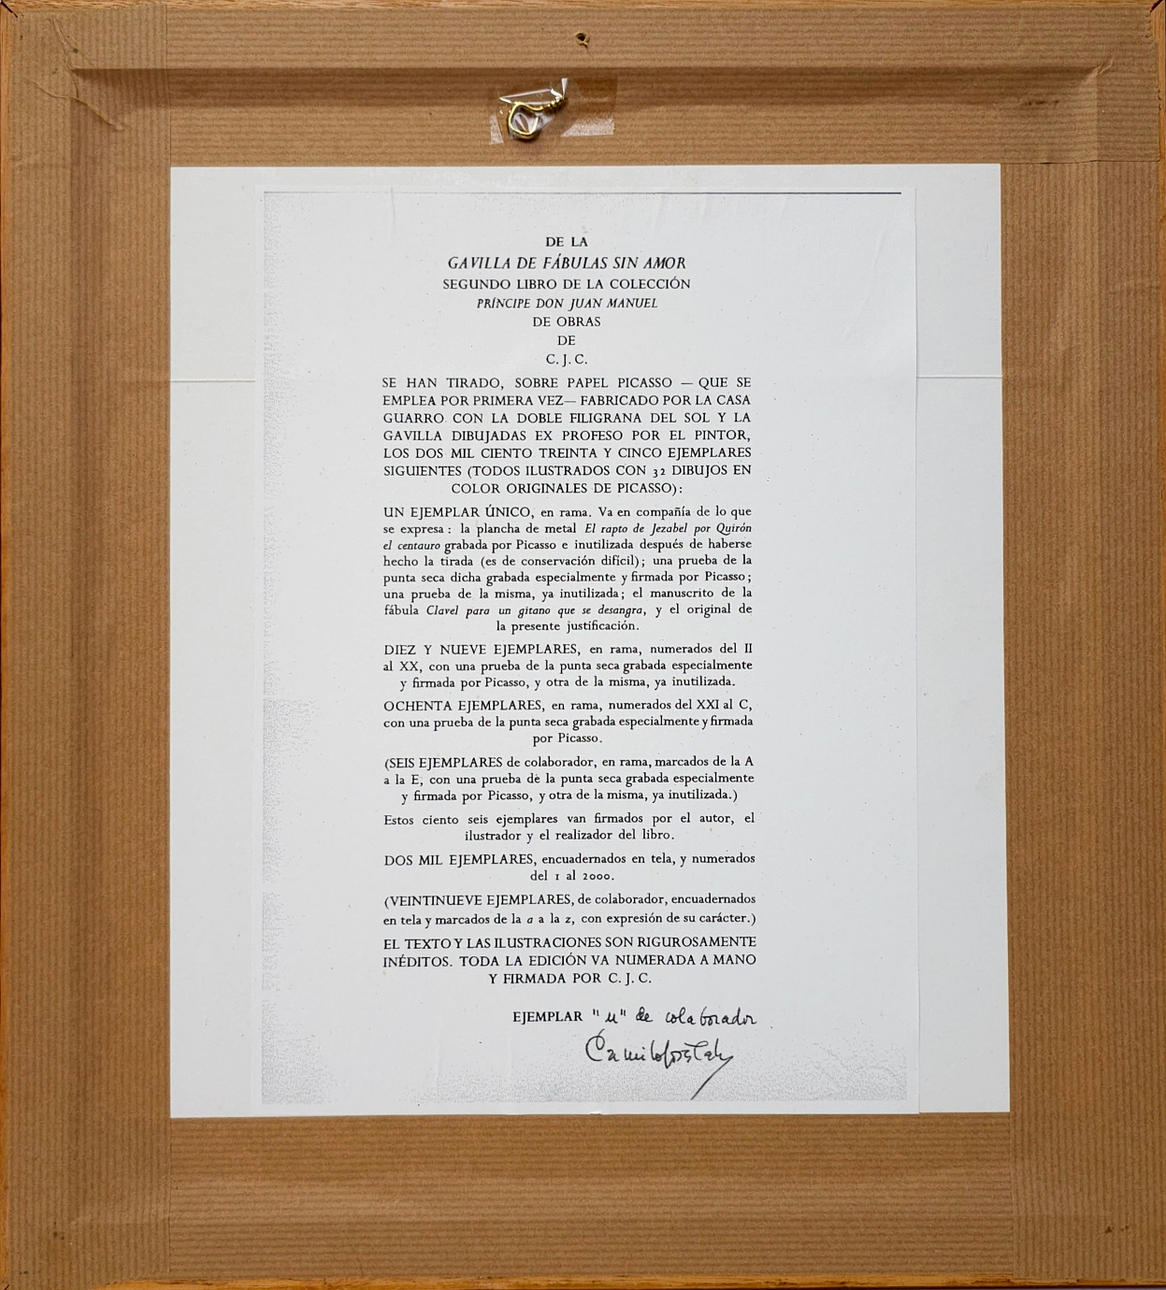 DE LA
GAVILLA DE FÁBULAS SIN AMOR
SEGUNDO LIBRO DE LA COLECCIÓN
PRÍNCIPE DON JUAN MANUEL
DE OBRAS
DE
C. J. C.
SE HAN TIRADO, SOBRE PAPEL PICASSO — QUE SE
EMPLEA POR PRIMERA VEZ— FABRICADO POR LA CASA
GUARRO CON LA DOBLE FILIGRANA DEL SOL Y LA
GAVILLA DIBUJADAS EX PROFESO POR EL PINTOR,
LOS DOS MIL CIENTO TREINTA Y CINCO EJEMPLARES
SIGUIENTES (TODOS ILUSTRADOS CON 32 DIBUJOS EN
COLOR ORIGINALES DE PICASSO):
UN EJEMPLAR ÚNICO, en rama. Va en compañía de lo que
se expresa: la plancha de metal El rapto de Jezabel por Quirón
el centauro grabada por Picasso e inutilizada después de haberse
hecho la tirada (es de conservación difícil); una prueba de la
punta seca dicha grabada especialmente y firmada por Picasso;
una prueba de la misma, ya inutilizada; el manuscrito de la
fábula Clavel para un gitano que se desangra, y el original de
la presente justificación.
DIEZ Y NUEVE EJEMPLARES, en rama, numerados del II
al XX, con una prueba de la punta seca grabada especialmente
y firmada por Picasso, y otra de la misma, ya inutilizada.
OCHENTA EJEMPLARES, en rama, numerados del XXI al C,
con una prueba de la punta seca grabada especialmente y firmada
por Picasso.
(SEIS EJEMPLARES de colaborador, en rama, marcados de la A
a la E, con una prueba de la punta seca grabada especialmente
y firmada por Picasso, y otra de la misma, ya inutilizada.)
Estos ciento seis ejemplares van firmados por el autor, el
ilustrador y el realizador del libro.
DOS MIL EJEMPLARES, encuadernados en tela, y numerados
del 1 al 2000.
(VEINTINUEVE EJEMPLARES, de colaborador, encuadernados
en tela y marcados de la a a la z, con expresión de su carácter.)
EL TEXTO Y LAS ILUSTRACIONES SON RIGUROSAMENTE
INÉDITOS. TODA LA EDICIÓN VA NUMERADA A MANO
Y FIRMADA POR C. J. C.
EJEMPLAR "u" de colaborador
Camilo José Cela